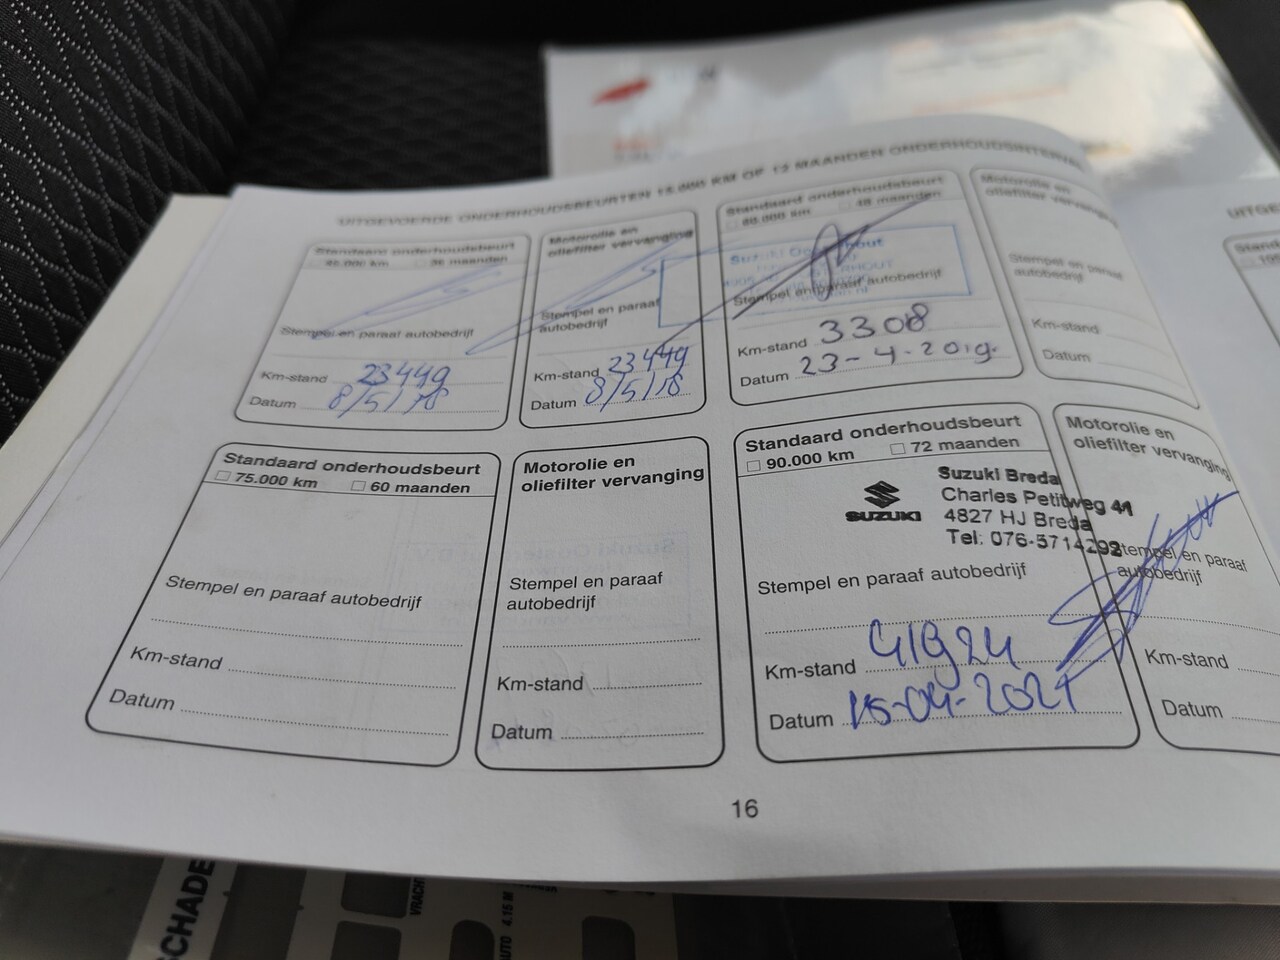 UITGEVOERDE ONDERHOUDSBEURTEN 15.000 KM OF 12 MAANDEN ONDERHOUDSINTERVAL
Standaard onderhoudsbeurt
45.000 km 36 maanden
Stempel en paraaf autobedrijf
Km-stand 23449
Datum 8/5/18
Motorolie en
oliefilter vervanging
Stempel en paraaf
autobedrijf
Km-stand 23449
Datum 8/5/18
Standaard onderhoudsbeurt
60.000 km 48 maanden
Stempel en paraaf autobedrijf
Km-stand 3308
Datum 23-4-2019.
Motorolie en
oliefilter vervanging
Stempel en paraaf
autobedrijf
Km-stand
Datum
Standaard onderhoudsbeurt
75.000 km 60 maanden
Stempel en paraaf autobedrijf
Km-stand
Datum
Motorolie en
oliefilter vervanging
Stempel en paraaf
autobedrijf
Km-stand
Datum
Standaard onderhoudsbeurt
90.000 km 72 maanden
SUZUKI
Suzuki Breda
Charles Petitweg 41
4827 HJ Breda
Tel: 076-5714292
Stempel en paraaf autobedrijf
Km-stand 41924
Datum 15-04-2021
Motorolie en
oliefilter vervanging
Stempel en paraaf
autobedrijf
Km-stand
Datum
16
SCHADE